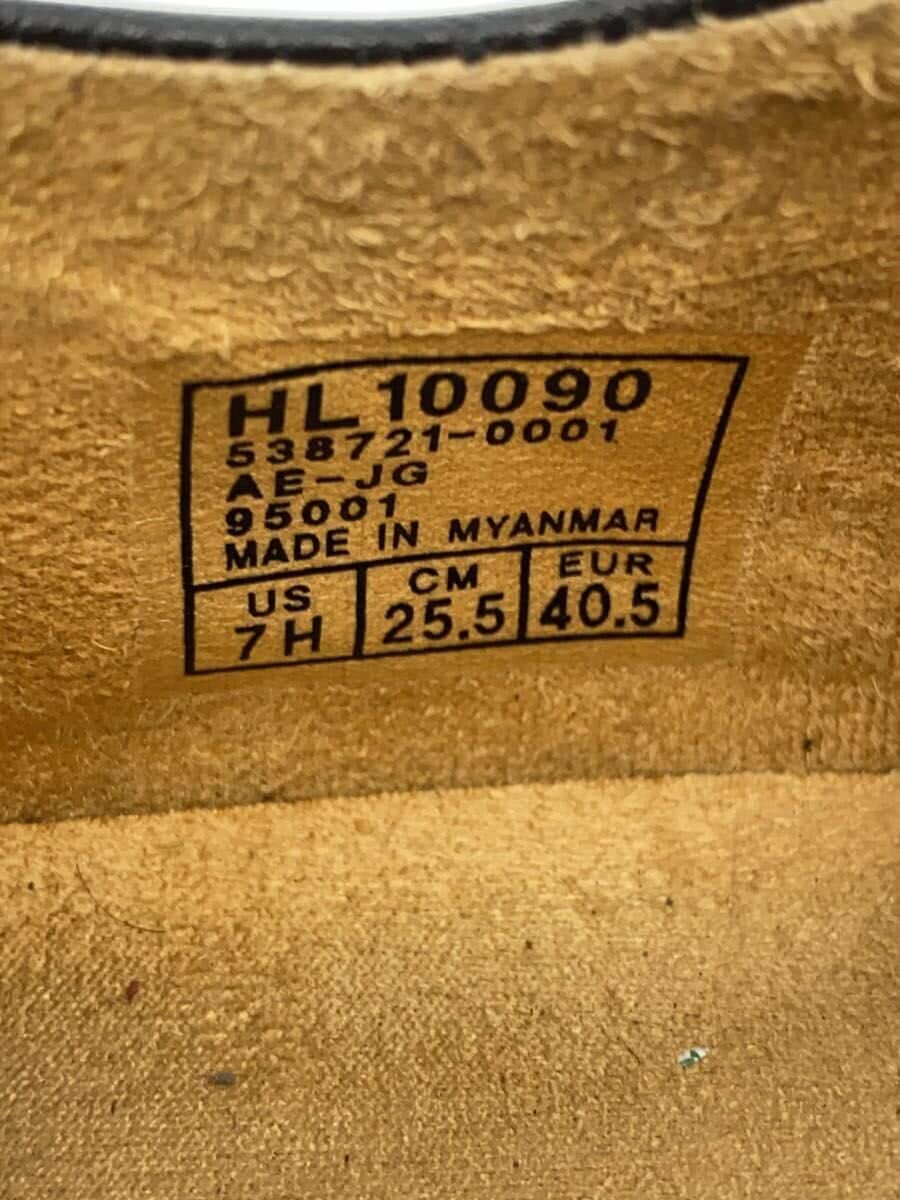 HL10090
538721-0001
AE-JG
95001
MADE IN MYANMAR
US CM EUR
7H 25.5 40.5